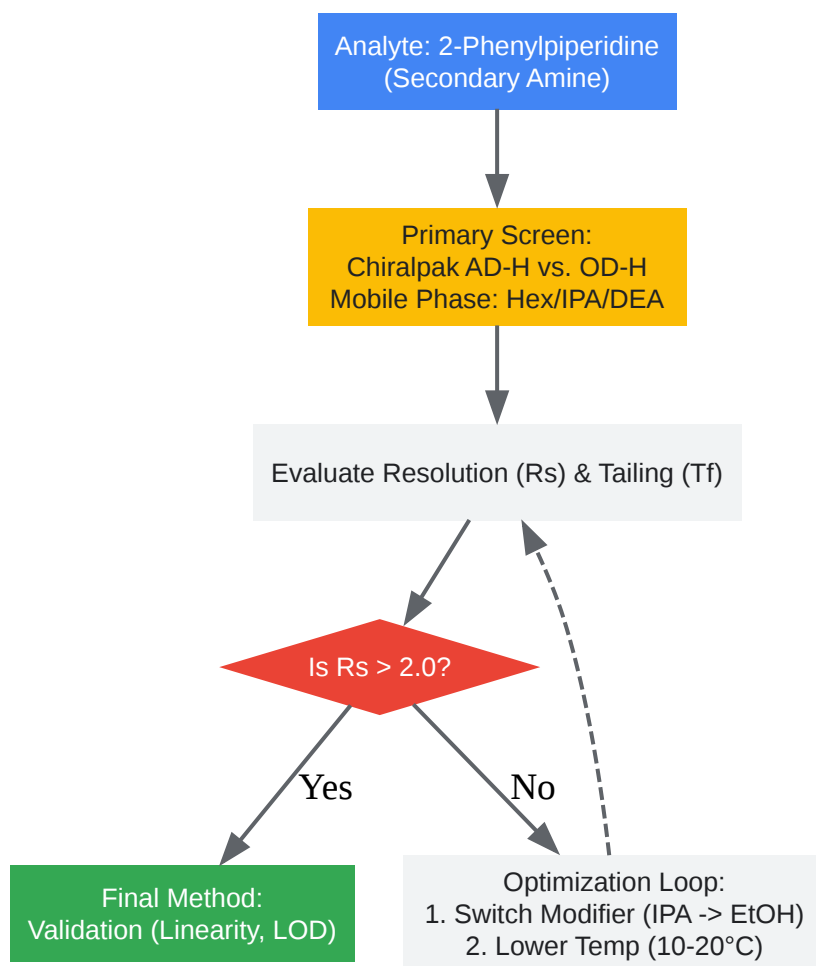 Analyte: 2-Phenylpiperidine
(Secondary Amine)
Primary Screen:
Chiralpak AD-H vs. OD-H
Mobile Phase: Hex/IPA/DEA
Evaluate Resolution (Rs) & Tailing (Tf)
Is Rs > 2.0?
Yes
No
Final Method:
Validation (Linearity, LOD)
Optimization Loop:
1. Switch Modifier (IPA -> EtOH)
2. Lower Temp (10-20°C)